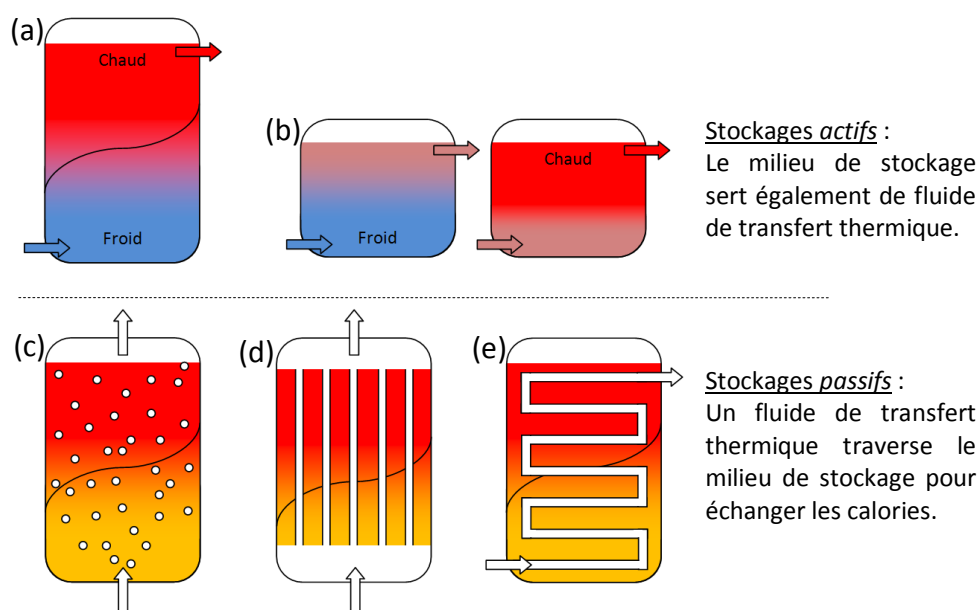 (a)
Chaud
Froid
(b)
Froid
Chaud
Stockages actifs :
Le milieu de stockage
sert également de fluide
de transfert thermique.
(c)
(d)
(e)
Stockages passifs :
Un fluide de transfert
thermique traverse le
milieu de stockage pour
échanger les calories.